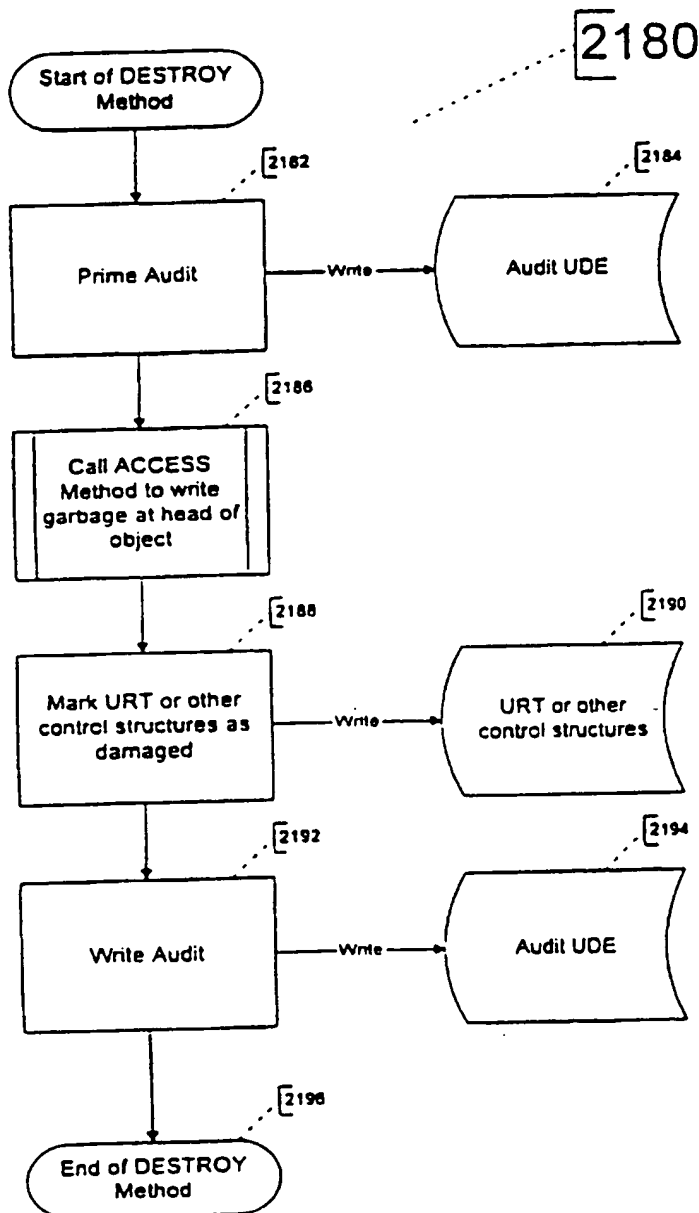 2180
Start of DESTROY
Method
2182
2184
Prime Audit
Write
Audit UDE
2186
Call ACCESS
Method to write
garbage at head of
object
2188
2190
Mark URT or other
control structures as
damaged
Write
URT or other
control structures
2192
2194
Write Audit
Write
Audit UDE
2196
End of DESTROY
Method